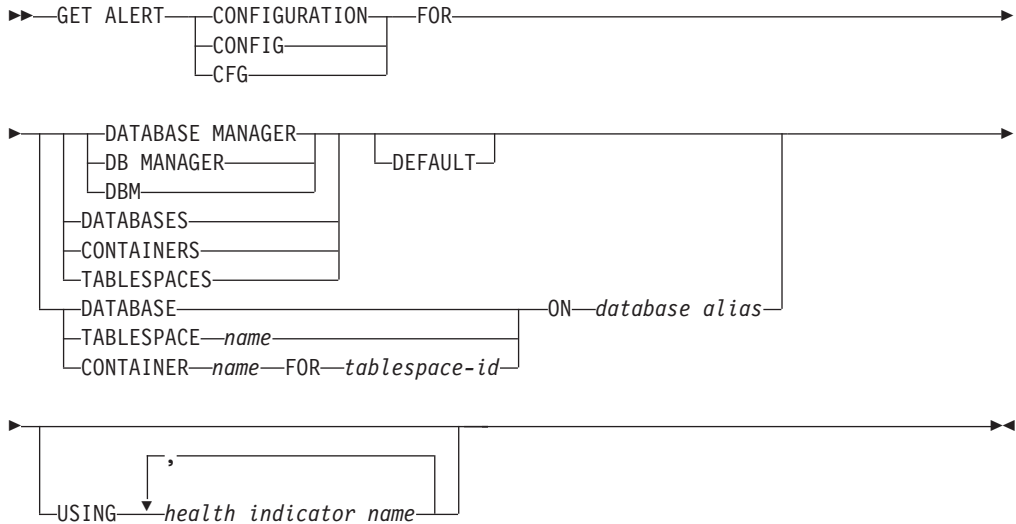 GET ALERT CONFIGURATION FOR
CONFIG
CFG
DATABASE MANAGER
DB MANAGER DEFAULT
DBM
DATABASES
CONTAINERS
TABLESPACES
DATABASE ON database alias
TABLESPACE name
CONTAINER name FOR tablespace-id
,
USING health indicator name